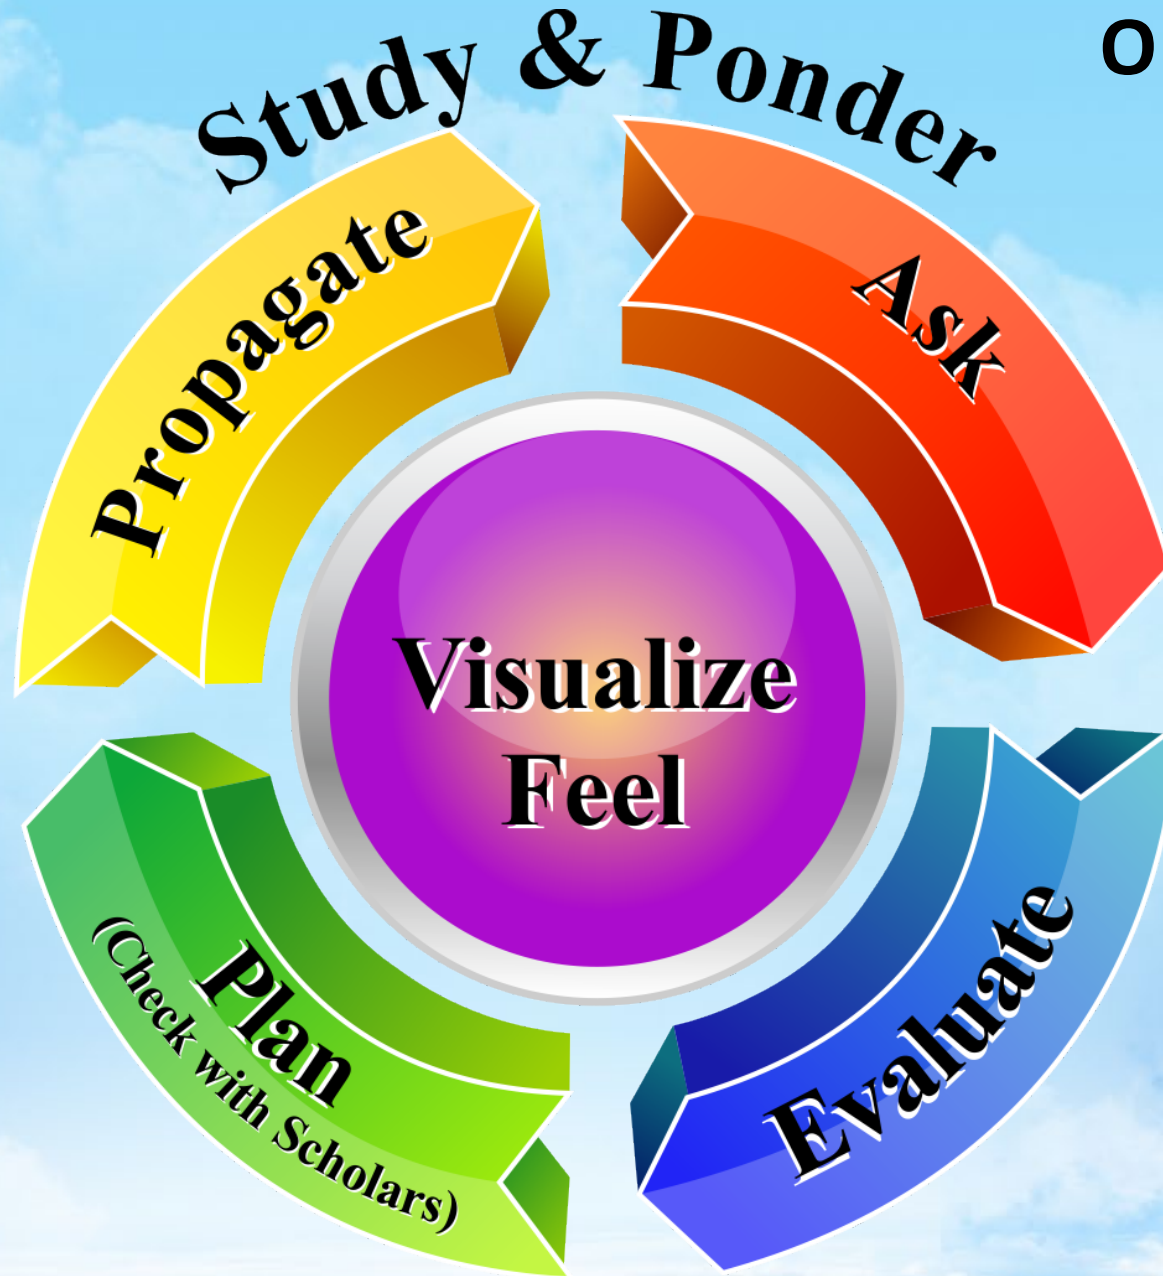 Study & Ponder
O
Propagate
Ask
Visualize
Feel
Plan
(Check with Scholars)
Evaluate